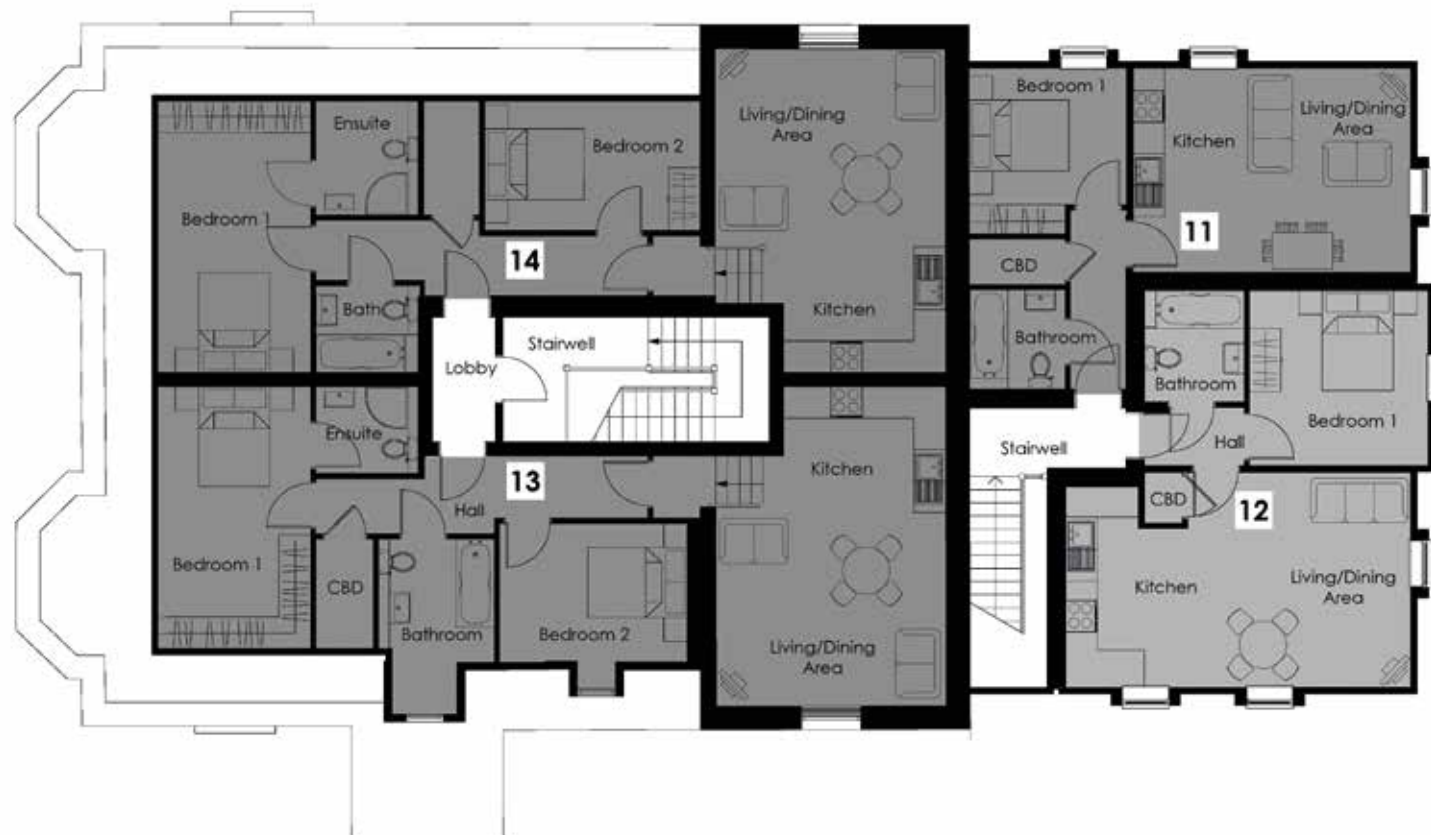 Ensuite
Bedroom 2
Bedroom 1
14
Bath
Living/Dining
Area
Kitchen
Lobby
Stairwell
Bedroom 1
Ensuite
13
Hall
CBD
Bathroom
Bedroom 2
Kitchen
Living/Dining
Area
Bedroom 1
Kitchen
Living/Dining
Area
11
CBD
Bathroom
Stairwell
Bathroom
Hall
Bedroom 1
CBD
12
Kitchen
Living/Dining
Area